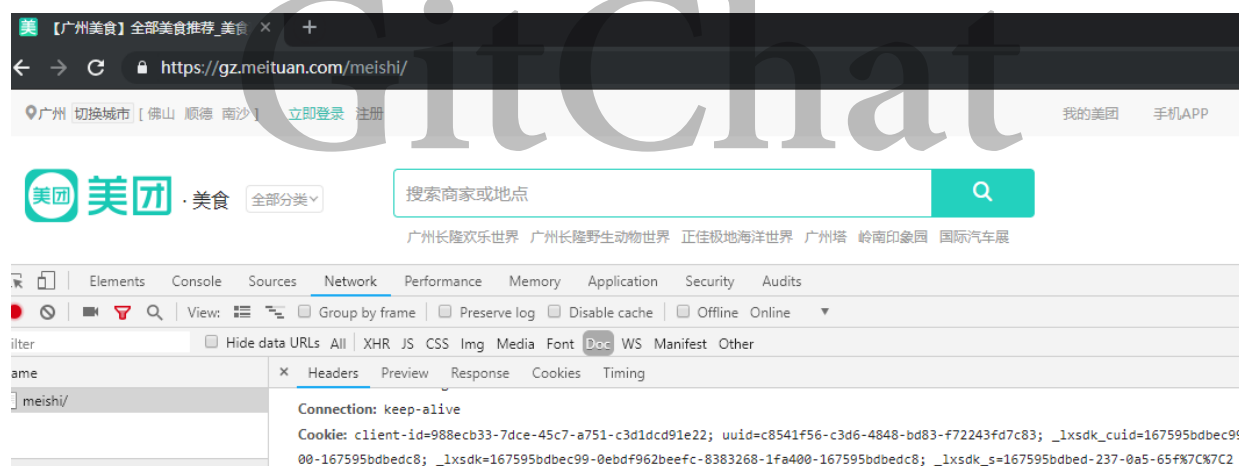 GitChat
美 【广州美食】全部美食推荐_美食 × +
← → C https://gz.meituan.com/meishi/
广州 切换城市 [ 佛山 顺德 南沙 ] 立即登录 注册 我的美团 手机APP
美团 美团 · 美食 全部分类 搜索商家或地点
广州长隆欢乐世界 广州长隆野生动物世界 正佳极地海洋世界 广州塔 岭南印象园 国际汽车展
Elements Console Sources Network Performance Memory Application Security Audits
View: Group by frame Preserve log Disable cache Offline Online ▼
ilter Hide data URLs All XHR JS CSS Img Media Font Doc WS Manifest Other
ame × Headers Preview Response Cookies Timing
meishi/
Connection: keep-alive
Cookie: client-id=988ecb33-7dce-45c7-a751-c3d1dcd91e22; uuid=c8541f56-c3d6-4848-bd83-f72243fd7c83; _lxsdk_cuid=167595bdbec99
00-167595bdbedc8; _lxsdk=167595bdbec99-0ebdf962beefc-8383268-1fa400-167595bdbedc8; _lxsdk_s=167595bdbed-237-0a5-65f%7C%7C2